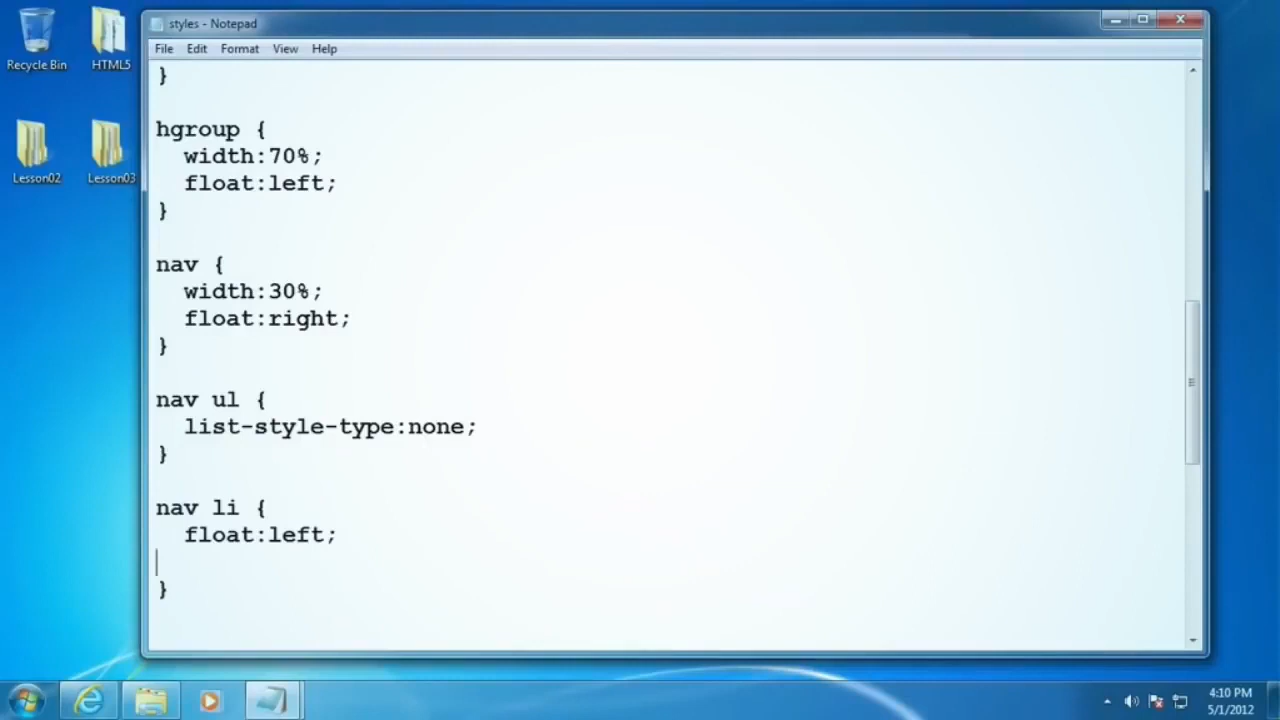 styles - Notepad
File Edit Format View Help
Recycle Bin
HTML5
Lesson02
Lesson03
}
hgroup {
width:70%;
float:left;
}
nav {
width:30%;
float:right;
}
nav ul {
list-style-type:none;
}
nav li {
float:left;
}
4:10 PM
5/1/2012